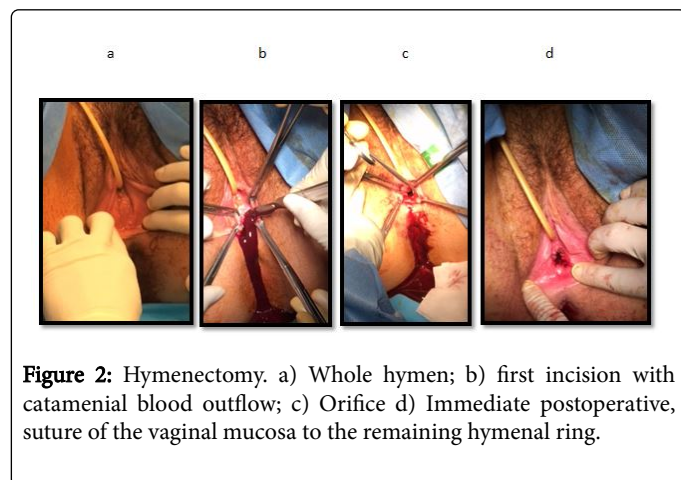 a b c d
Figure 2: Hymenectomy. a) Whole hymen; b) first incision with
catamenial blood outflow; c) Orifice d) Immediate postoperative,
suture of the vaginal mucosa to the remaining hymenal ring.